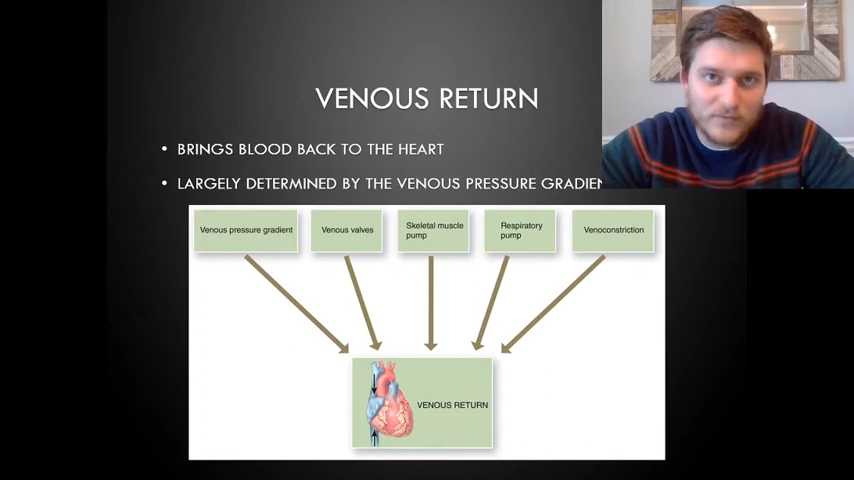 VENOUS RETURN
• BRINGS BLOOD BACK TO THE HEART
• LARGELY DETERMINED BY THE VENOUS PRESSURE
Venous pressure gradient
Venous valves
Skeletal muscle
pump
Respiratory
pump
Venoconstriction
VENOUS RETURN